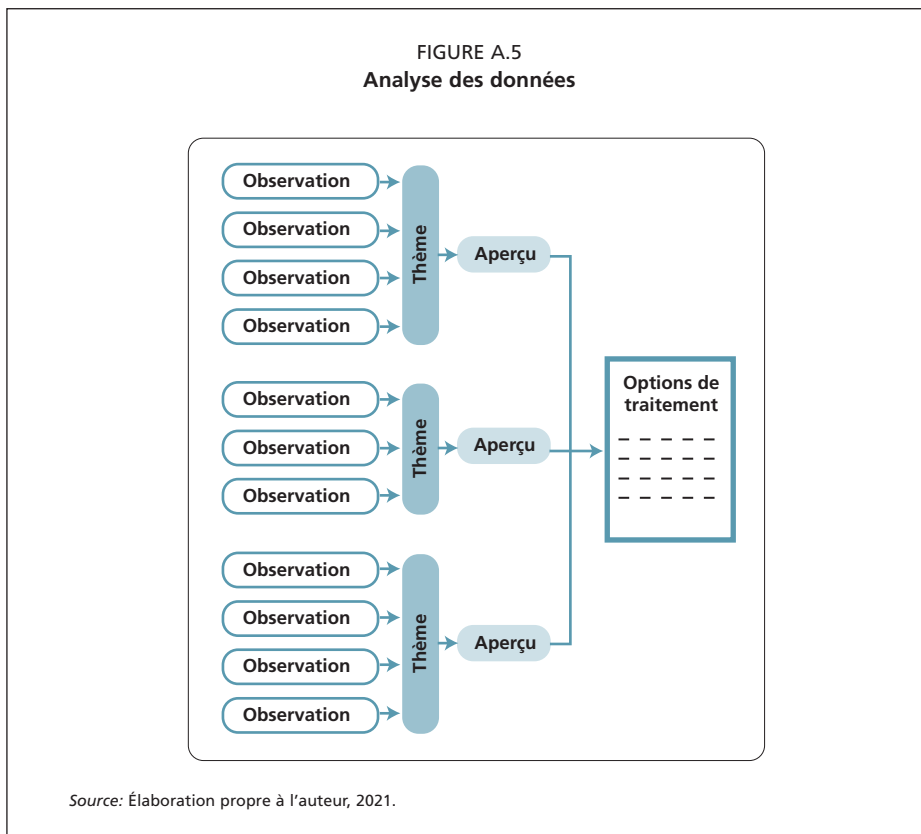 FIGURE A.5
Analyse des données
Observation
Observation
Observation
Observation
Thème
Aperçu
Observation
Observation
Observation
Thème
Aperçu
Observation
Observation
Observation
Observation
Thème
Aperçu
Options de
traitement
Source: Élaboration propre à l'auteur, 2021.